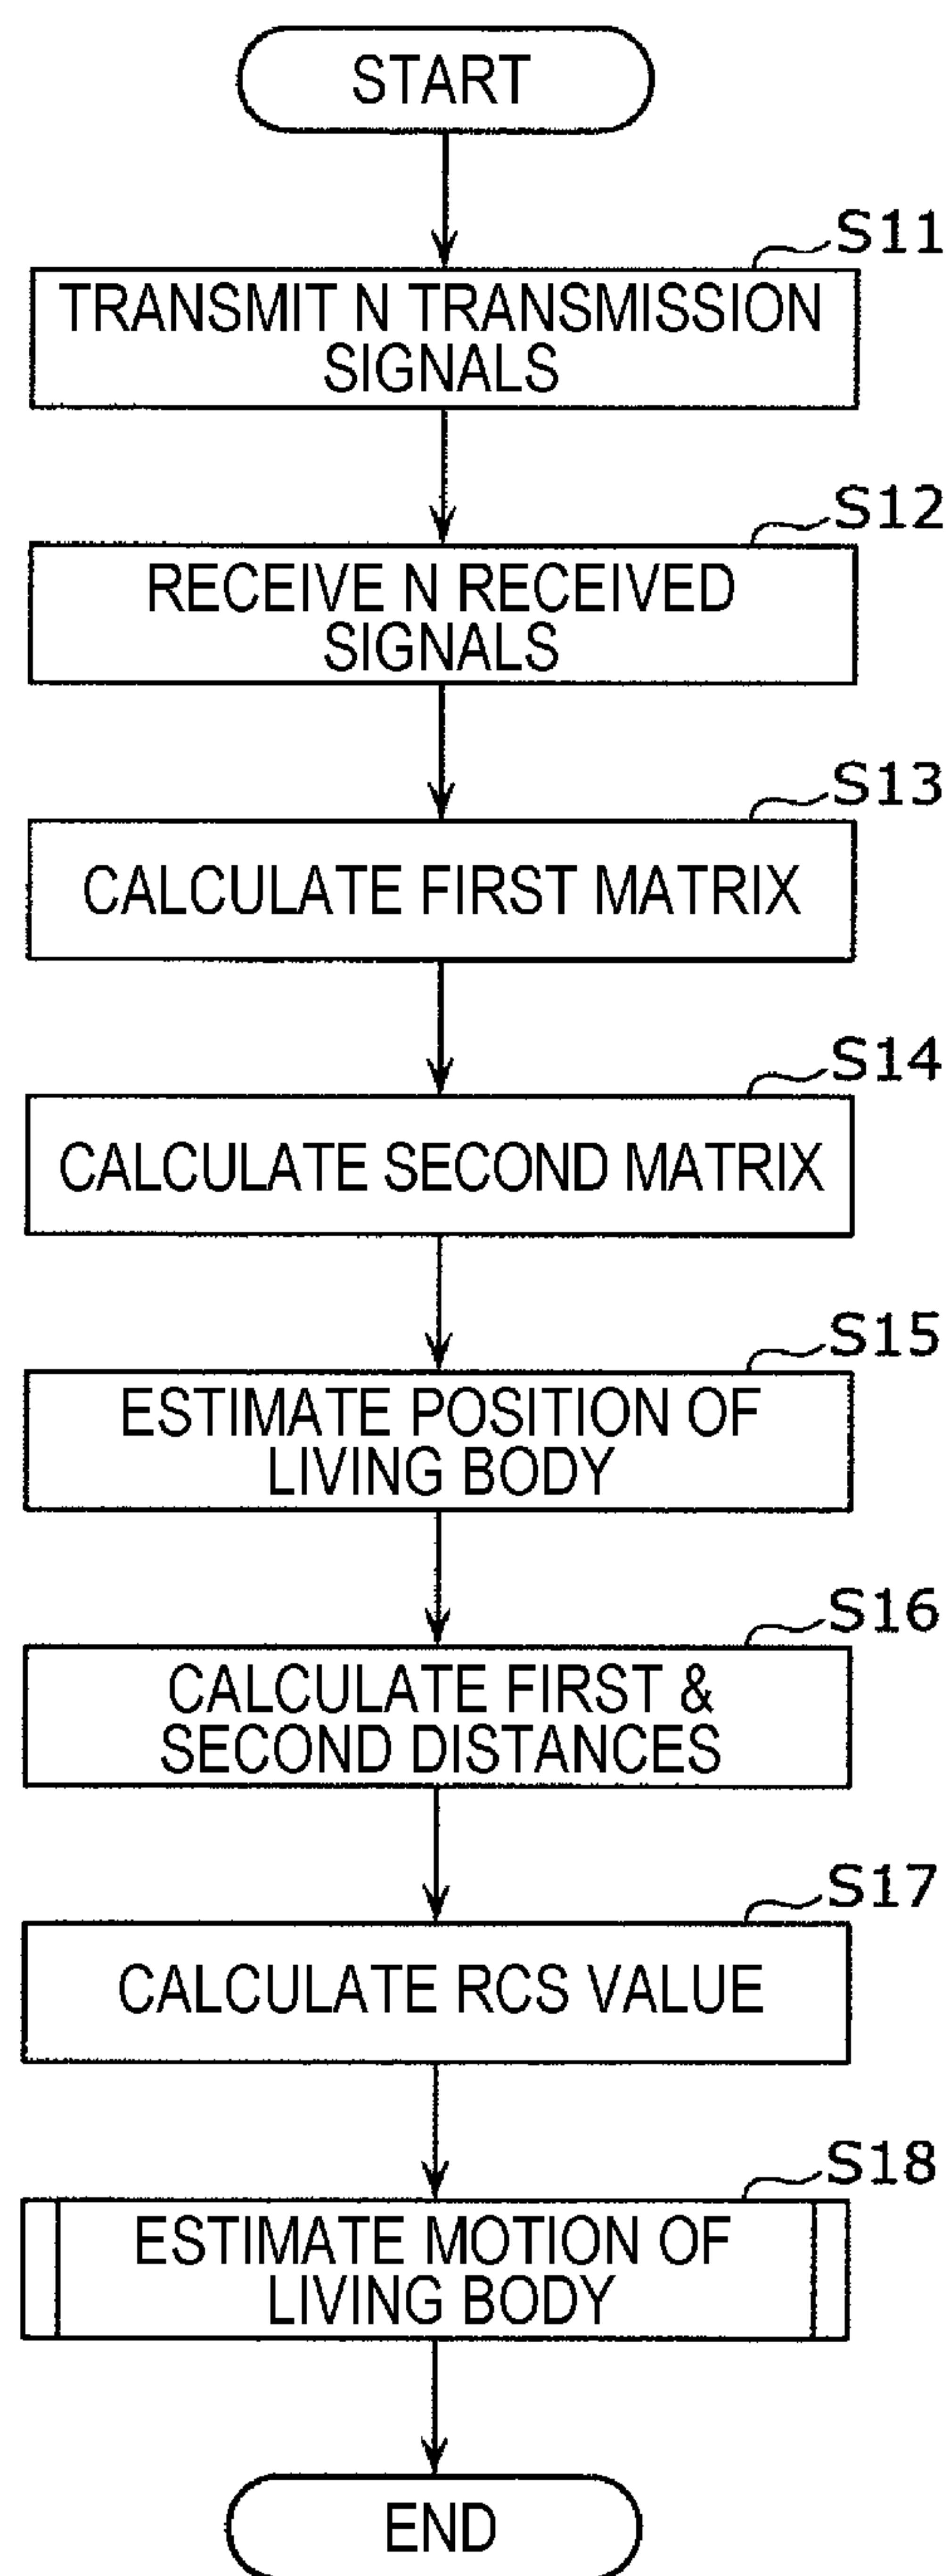 START
S11
TRANSMIT N TRANSMISSION
SIGNALS
S12
RECEIVE N RECEIVED
SIGNALS
S13
CALCULATE FIRST MATRIX
S14
CALCULATE SECOND MATRIX
S15
ESTIMATE POSITION OF
LIVING BODY
S16
CALCULATE FIRST &
SECOND DISTANCES
S17
CALCULATE RCS VALUE
S18
ESTIMATE MOTION OF
LIVING BODY
END